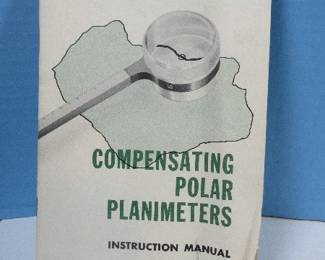 COMPENSATING
POLAR
PLANIMETERS
INSTRUCTION MANUAL